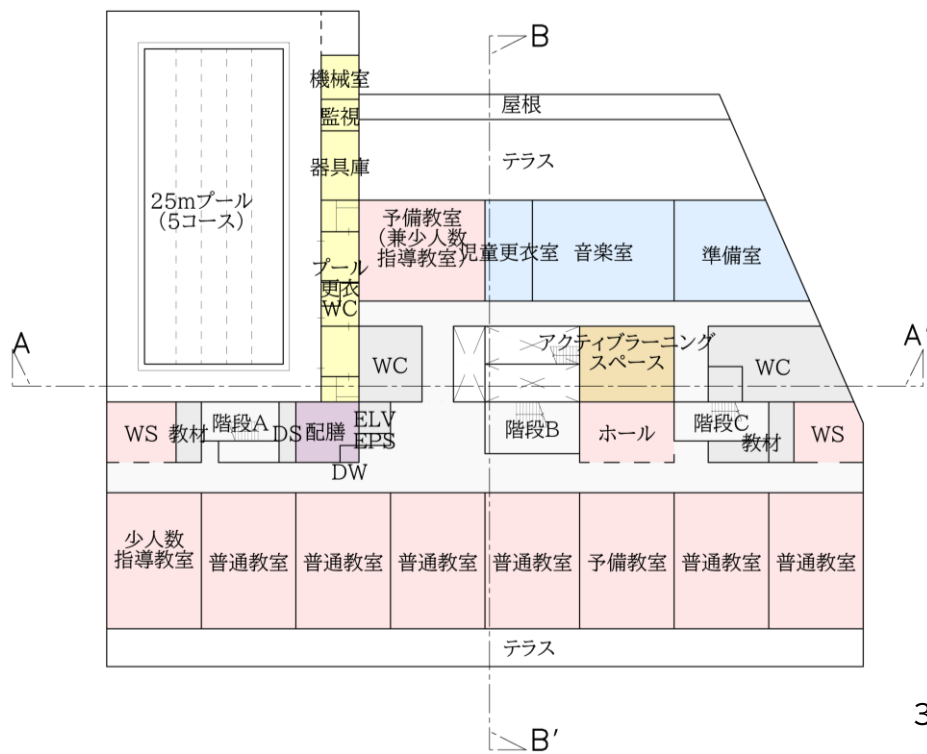 B
機械室
監視
屋根
器具庫
テラス
25mプール
（5コース）
予備教室
（兼少人数
指導教室）
児童更衣室
音楽室
準備室
プール
更衣
WC
A
A'
WC
アクティブラーニング
スペース
WC
WS
教材
階段A
DS
配膳
ELV
EPS
DW
階段B
ホール
階段C
教材
WS
少人数
指導教室
普通教室
普通教室
普通教室
普通教室
予備教室
普通教室
普通教室
テラス
3
B'